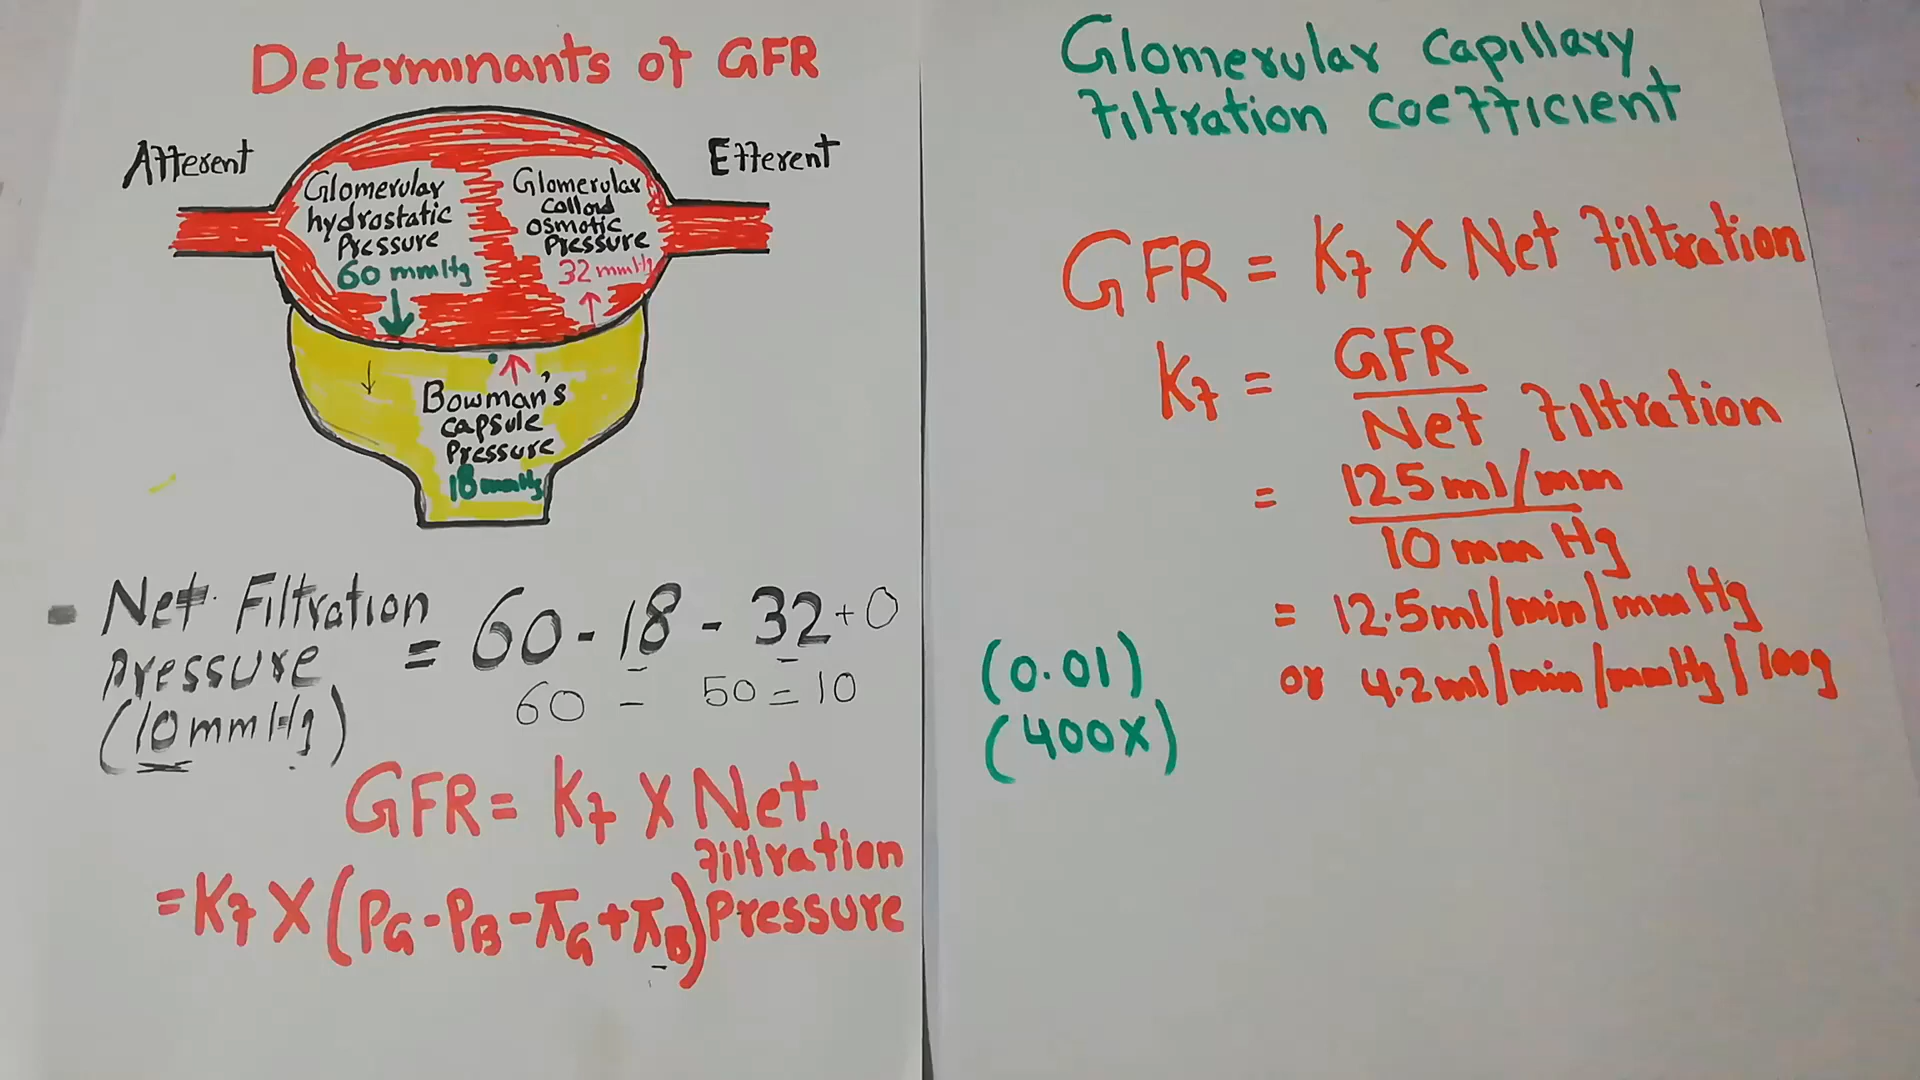 Determinants of GFR
Afferent
Efferent
Glomerular
hydrostatic
Pressure
60 mmHg
Glomerular
colloid
osmotic
Pressure
32 mmHg
Bowman's
capsule
Pressure
18 mmHg
- Net Filtration
Pressure
(10 mmHg)
= 60 - 18 - 32 + 0
60 - 50 = 10
GFR = Kf X Net
filtration
Pressure
= Kf X (PG - PB - πG + πB)
Glomerular capillary
filtration coefficient
GFR = Kf X Net filtration
Kf = GFR
Net filtration
= 125 ml/mm
10 mm Hg
= 12.5 ml/min/mm Hg
or 4.2 ml/min/mmHg/100g
(0.01)
(400X)